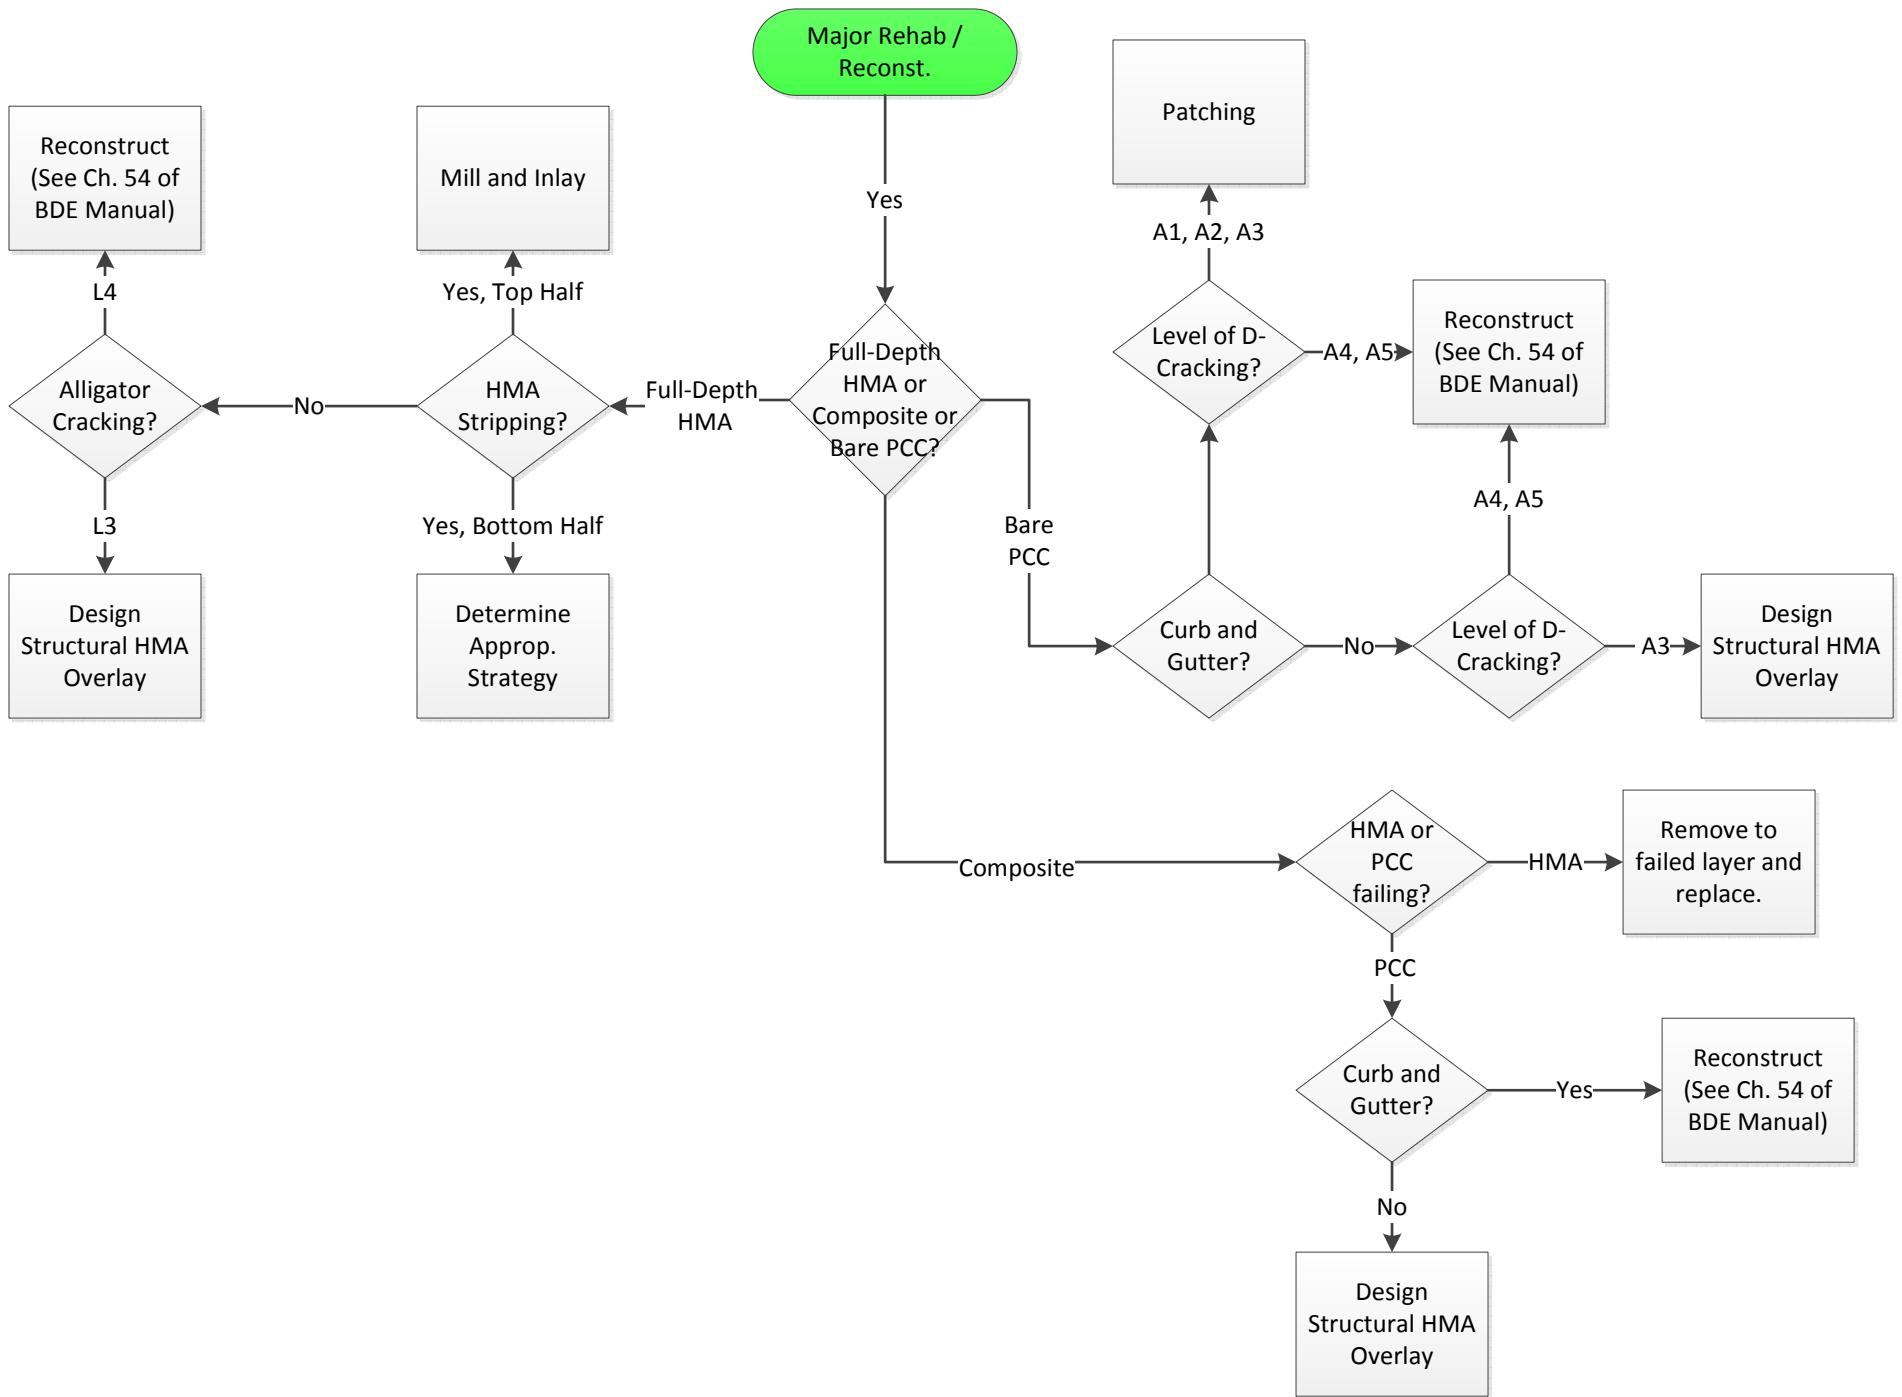 Major Rehab /
Reconst.
Yes
Full-Depth
HMA or
Composite or
Bare PCC?
Full-Depth
HMA
HMA
Stripping?
Yes, Top Half
Mill and Inlay
Yes, Bottom Half
Determine
Approp.
Strategy
No
Alligator
Cracking?
L4
Reconstruct
(See Ch. 54 of
BDE Manual)
L3
Design
Structural HMA
Overlay
Bare
PCC
Curb and
Gutter?
Level of D-
Cracking?
A1, A2, A3
Patching
A4, A5
Reconstruct
(See Ch. 54 of
BDE Manual)
No
Level of D-
Cracking?
A4, A5
A3
Design
Structural HMA
Overlay
Composite
HMA or
PCC
failing?
HMA
Remove to
failed layer and
replace.
PCC
Curb and
Gutter?
Yes
Reconstruct
(See Ch. 54 of
BDE Manual)
No
Design
Structural HMA
Overlay